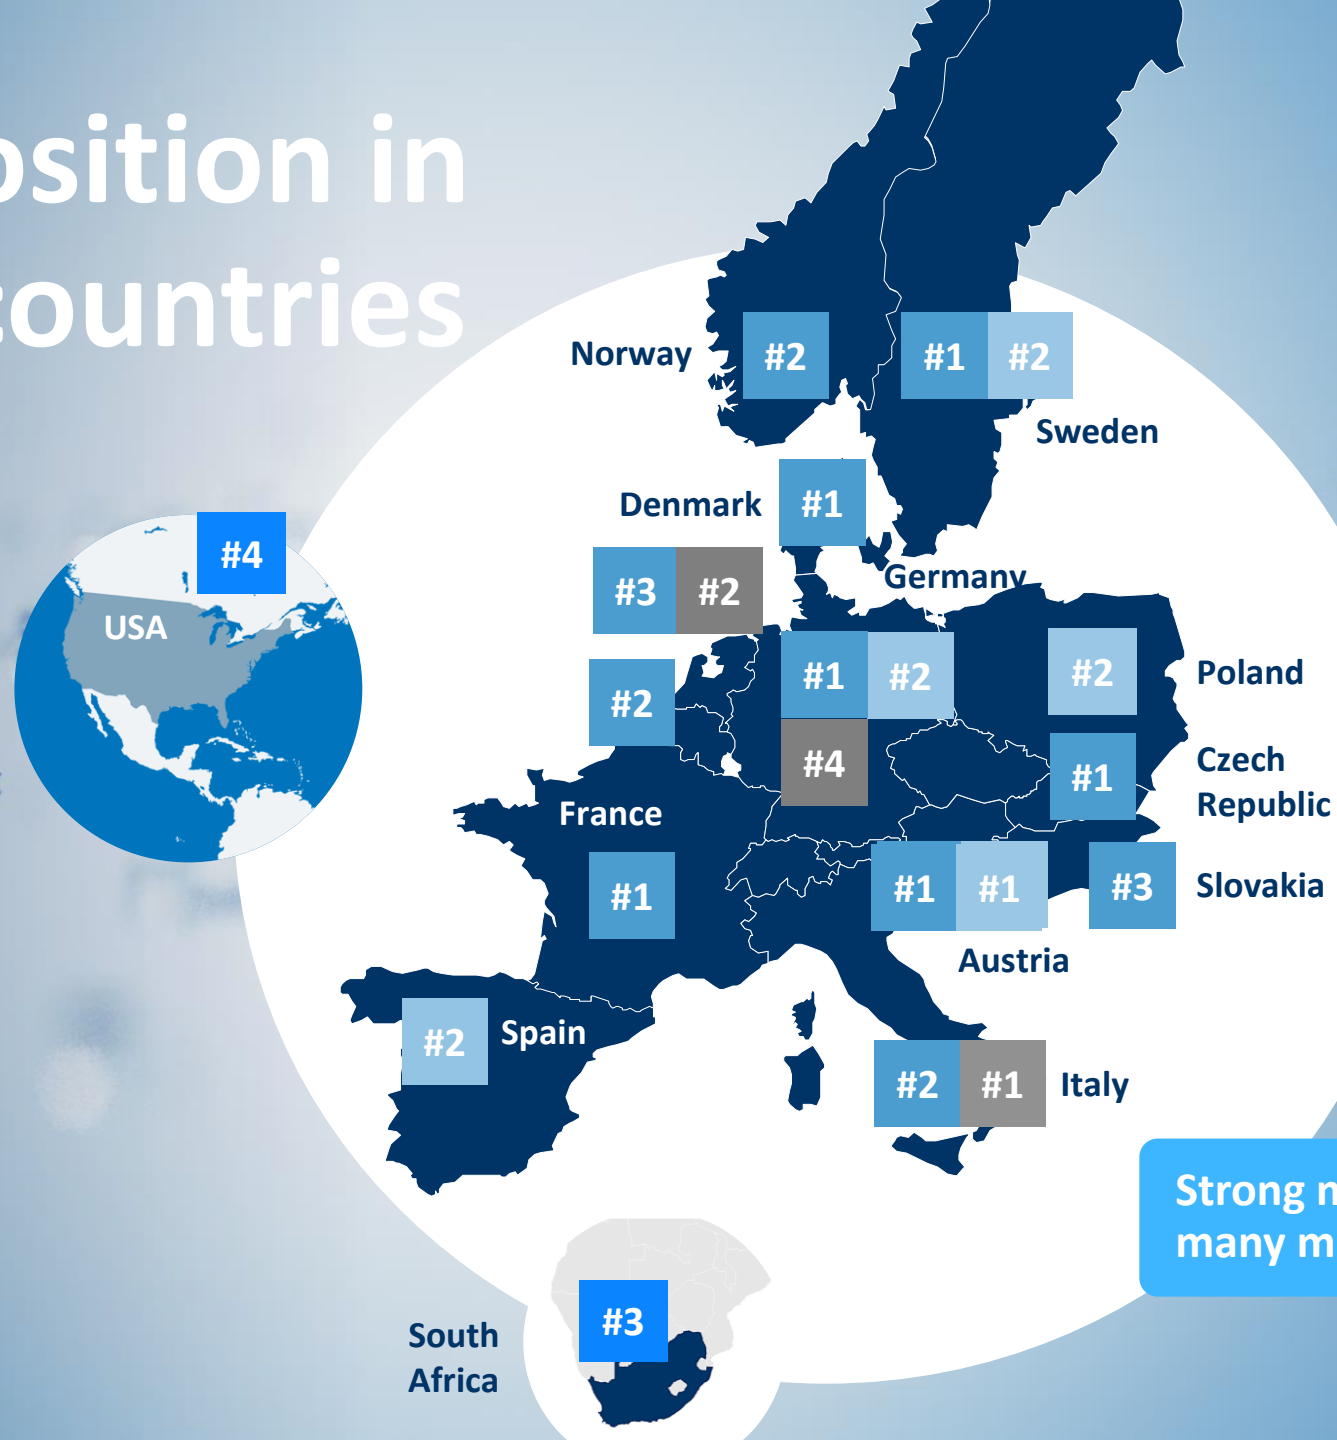 osition in
countries
Norway
#2
#1
#2
Sweden
Denmark
#1
#4
USA
#3
#2
Germany
#2
#1
#2
#4
#2
Poland
#1
Czech
Republic
France
#1
#1
#1
#3
Slovakia
Austria
#2
Spain
#2
#1
Italy
Strong
many
#3
South
Africa